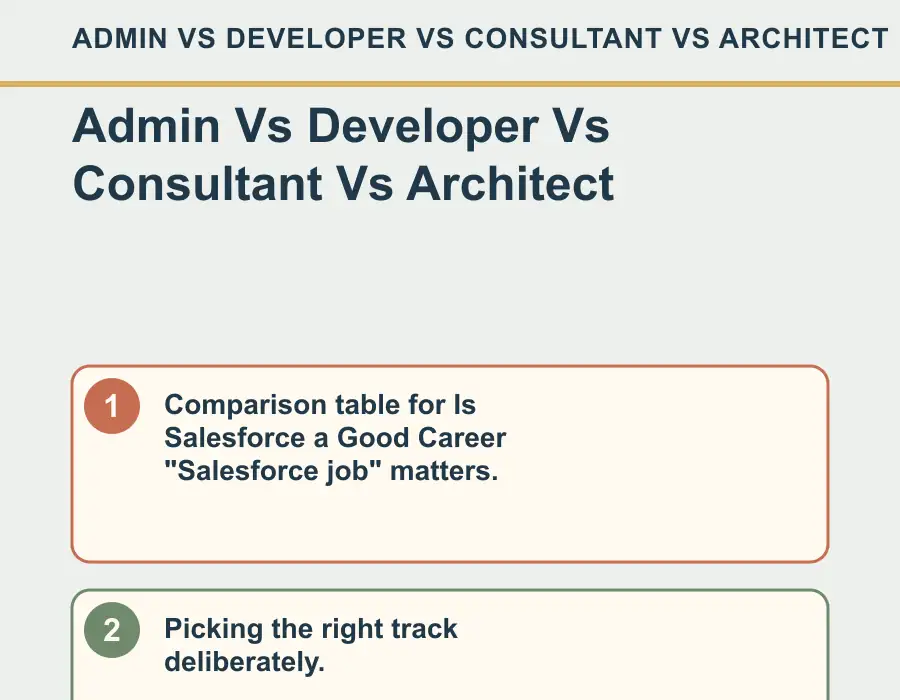 ADMIN VS DEVELOPER VS CONSULTANT VS ARCHITECT
Admin Vs Developer Vs
Consultant Vs Architect
1
Comparison table for Is
Salesforce a Good Career
"Salesforce job" matters.
2
Picking the right track
deliberately.